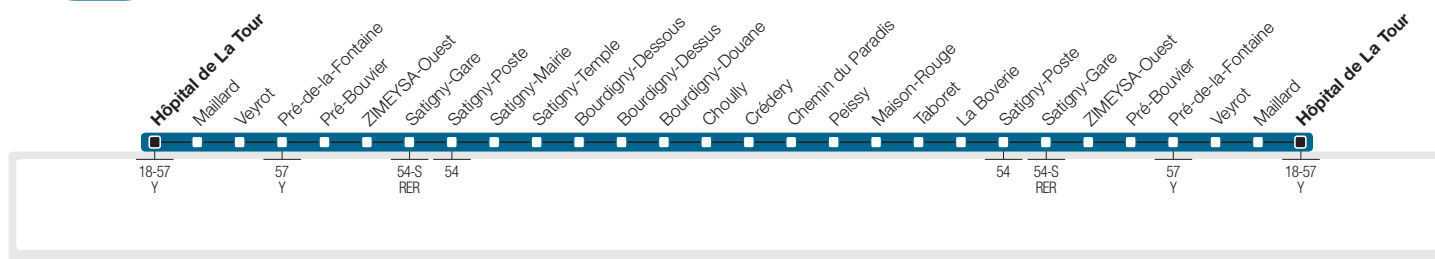 Hôpital de La Tour
Maillard
Veyrot
Pré-de-la-Fontaine
Pré-Bouvier
ZIMEYSA-Ouest
Satigny-Gare
Satigny-Poste
Satigny-Mairie
Satigny-Temple
Bourdigny-Dessous
Bourdigny-Dessus
Bourdigny-Douane
Choully
Crédery
Chemin du Paradis
Peissy
Maison-Rouge
Taboret
La Boverie
Satigny-Poste
Satigny-Gare
ZIMEYSA-Ouest
Pré-Bouvier
Pré-de-la-Fontaine
Veyrot
Maillard
Hôpital de La Tour
18-57
Y
57
Y
54-S
RER
54
54
54-S
RER
57
Y
18-57
Y